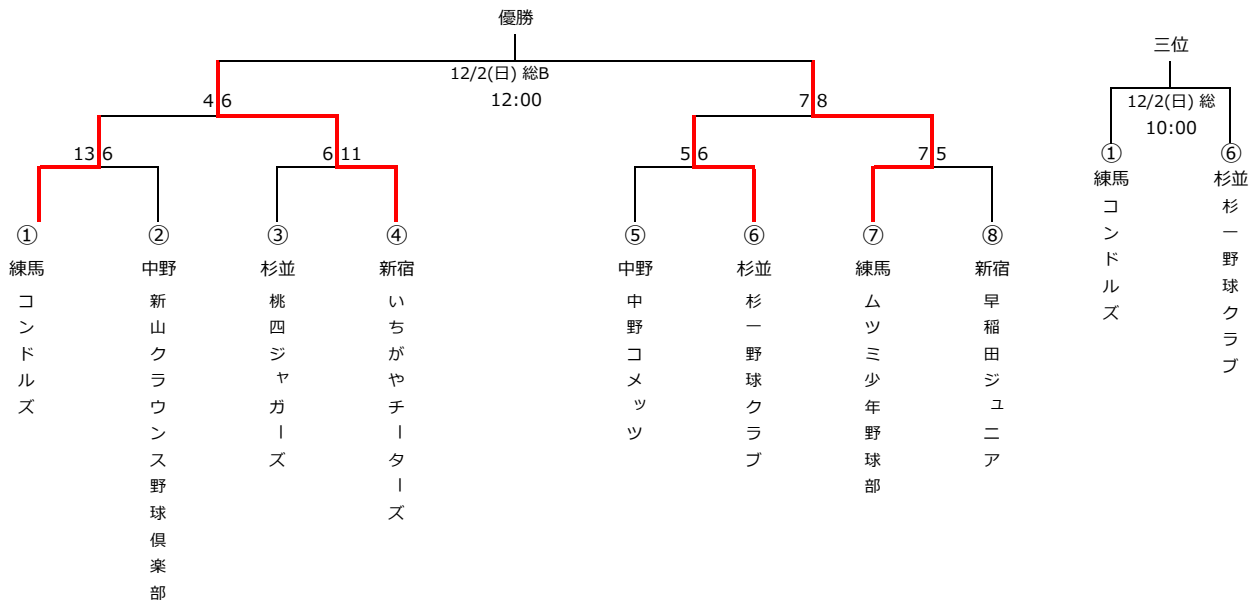 優勝
12/2(日) 総B
12:00
4 6
7 8
13 6
6 11
5 6
7 5
①
練馬
コンドルズ
②
中野
新山クラウンス野球倶楽部
③
杉並
桃四ジャガーズ
④
新宿
いちがやチーターズ
⑤
中野
中野コメッツ
⑥
杉並
杉一野球クラブ
⑦
練馬
ムツミ少年野球部
⑧
新宿
早稲田ジュニア
三位
12/2(日) 総
10:00
①
練馬
コンドルズ
⑥
杉並
杉一野球クラブ